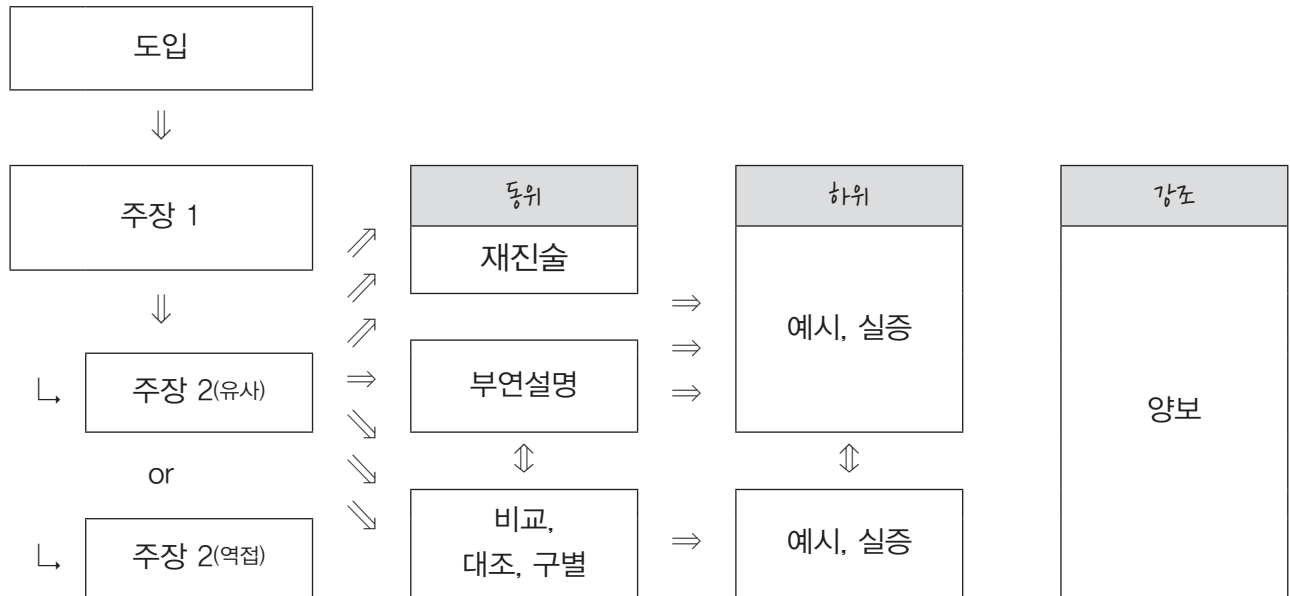 도입
주장 1
동위
하위
강조
재진술
예시, 실증
주장 2(유사)
부연설명
양보
or
주장 2(역접)
비교,
대조, 구별
예시, 실증